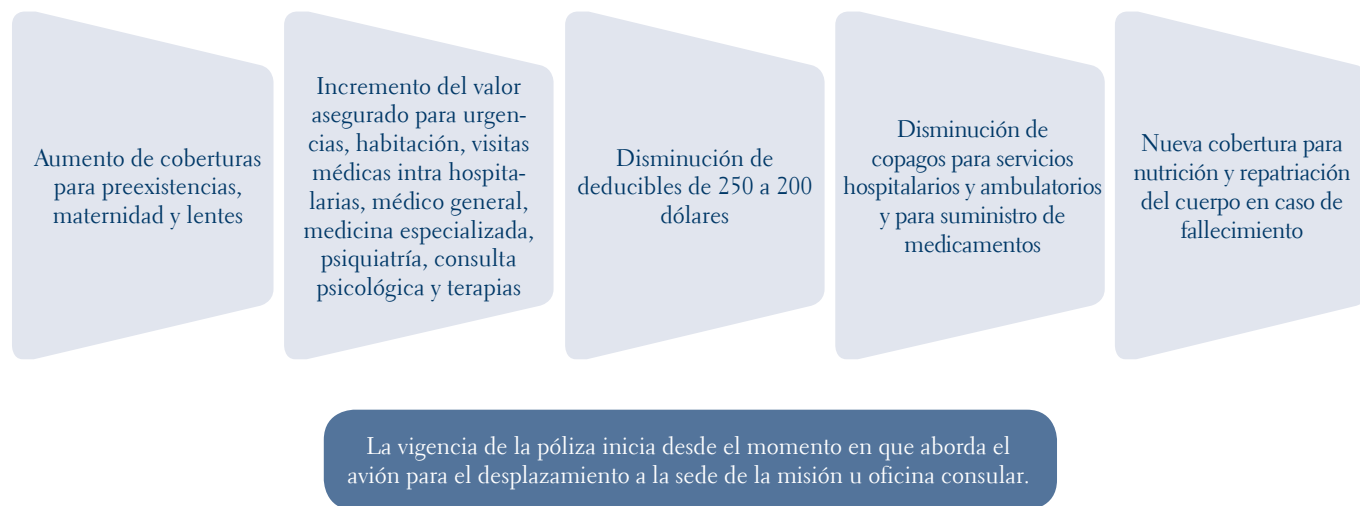 Aumento de coberturas
para preexistencias,
maternidad y lentes
Incremento del valor
asegurado para urgen-
cias, habitación, visitas
médicas intra hospita-
larias, médico general,
medicina especializada,
psiquiatría, consulta
psicológica y terapias
Disminución de
deducibles de 250 a 200
dólares
Disminución de
copagos para servicios
hospitalarios y ambulatorios
y para suministro de
medicamentos
Nueva cobertura para
nutrición y repatriación
del cuerpo en caso de
fallecimiento
La vigencia de la póliza inicia desde el momento en que aborda el
avión para el desplazamiento a la sede de la misión u oficina consular.